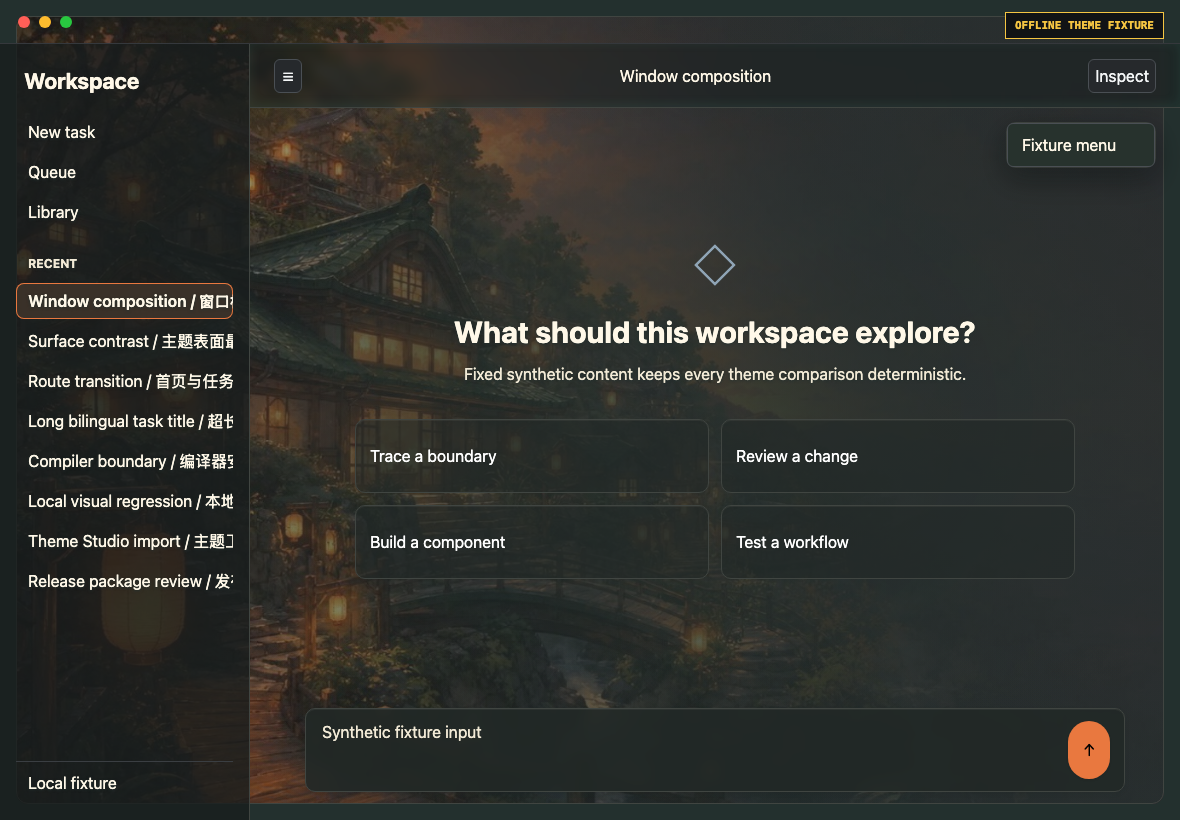 OFFLINE THEME FIXTURE
Workspace
☰
Window composition
Inspect
New task
Queue
Library
Fixture menu
RECENT
Window composition / 窗口
Surface contrast / 主题表面
Route transition / 首页与任务
Long bilingual task title / 超长
Compiler boundary / 编译器
Local visual regression / 本地
Theme Studio import / 主题
Release package review / 发
What should this workspace explore?
Fixed synthetic content keeps every theme comparison deterministic.
Trace a boundary
Review a change
Build a component
Test a workflow
Synthetic fixture input
↑
Local fixture